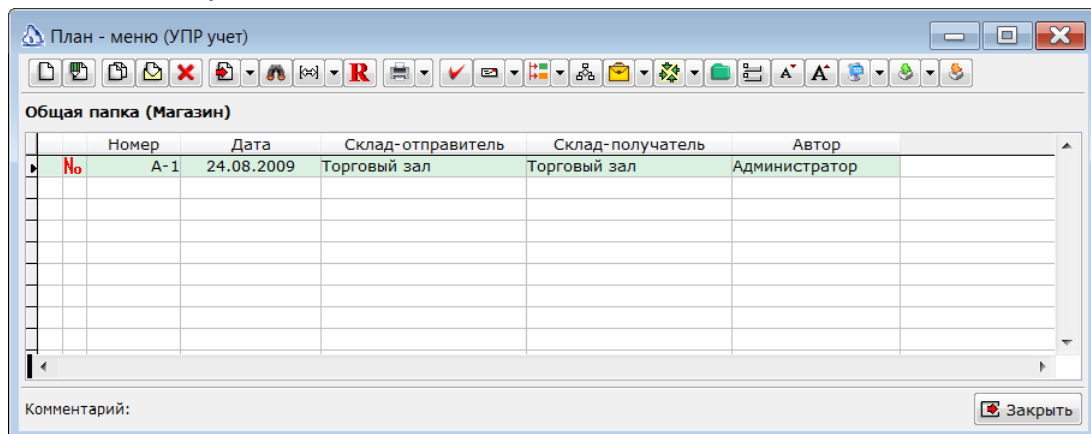 План - меню (УПР учет)
R A A
Общая папка (Магазин)
Номер Дата Склад-отправитель Склад-получатель Автор
№ А-1 24.08.2009 Торговый зал Торговый зал Администратор
Комментарий: Закрыть